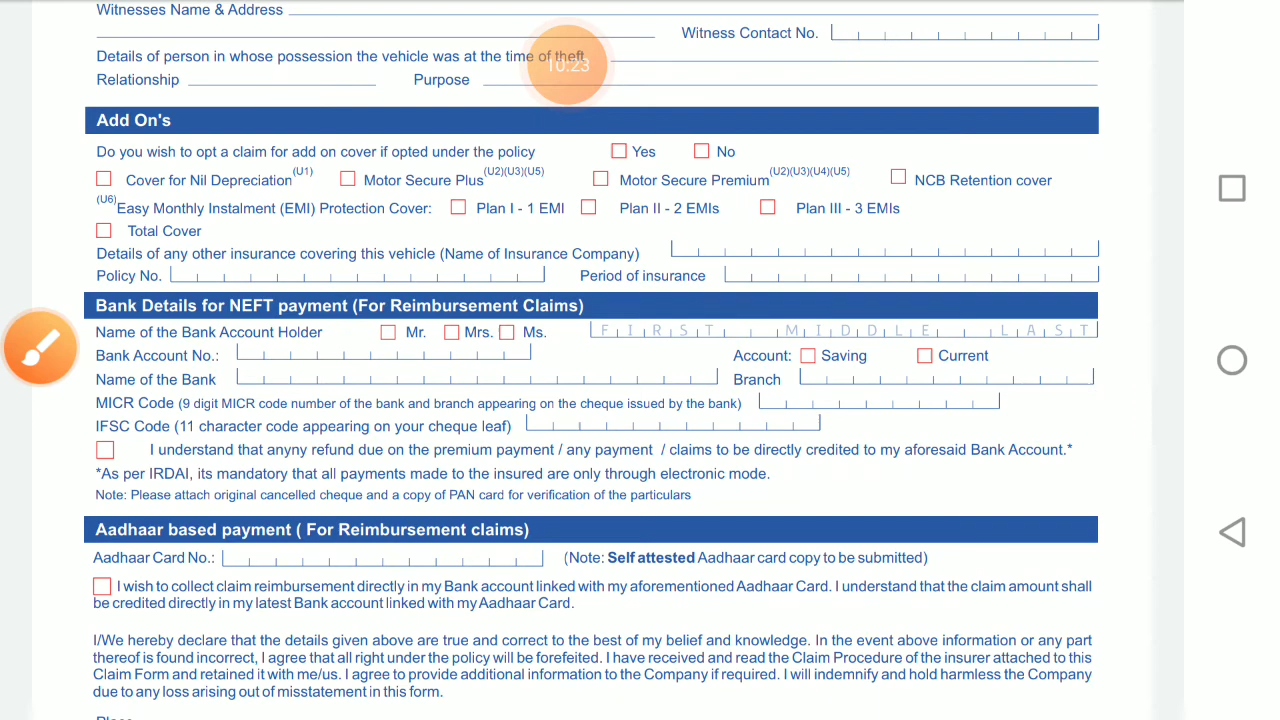 Witnesses Name & Address
Witness Contact No.
Details of person in whose possession the vehicle was at the time of theft
10:23
Relationship Purpose
Add On's
Do you wish to opt a claim for add on cover if opted under the policy Yes No
Cover for Nil Depreciation(U1) Motor Secure Plus(U2)(U3)(U5) Motor Secure Premium(U2)(U3)(U4)(U5) NCB Retention cover
(U6)Easy Monthly Instalment (EMI) Protection Cover: Plan I - 1 EMI Plan II - 2 EMIs Plan III - 3 EMIs
Total Cover
Details of any other insurance covering this vehicle (Name of Insurance Company)
Policy No. Period of insurance
Bank Details for NEFT payment (For Reimbursement Claims)
Name of the Bank Account Holder Mr. Mrs. Ms. FIRST MIDDLE LAST
Bank Account No.: Account: Saving Current
Name of the Bank Branch
MICR Code (9 digit MICR code number of the bank and branch appearing on the cheque issued by the bank)
IFSC Code (11 character code appearing on your cheque leaf)
I understand that anyny refund due on the premium payment / any payment / claims to be directly credited to my aforesaid Bank Account.*
*As per IRDAI, its mandatory that all payments made to the insured are only through electronic mode.
Note: Please attach original cancelled cheque and a copy of PAN card for verification of the particulars
Aadhaar based payment ( For Reimbursement claims)
Aadhaar Card No.: (Note: Self attested Aadhaar card copy to be submitted)
I wish to collect claim reimbursement directly in my Bank account linked with my aforementioned Aadhaar Card. I understand that the claim amount shall
be credited directly in my latest Bank account linked with my Aadhaar Card.
I/We hereby declare that the details given above are true and correct to the best of my belief and knowledge. In the event above information or any part
thereof is found incorrect, I agree that all right under the policy will be forefeited. I have received and read the Claim Procedure of the insurer attached to this
Claim Form and retained it with me/us. I agree to provide additional information to the Company if required. I will indemnify and hold harmless the Company
due to any loss arising out of misstatement in this form.